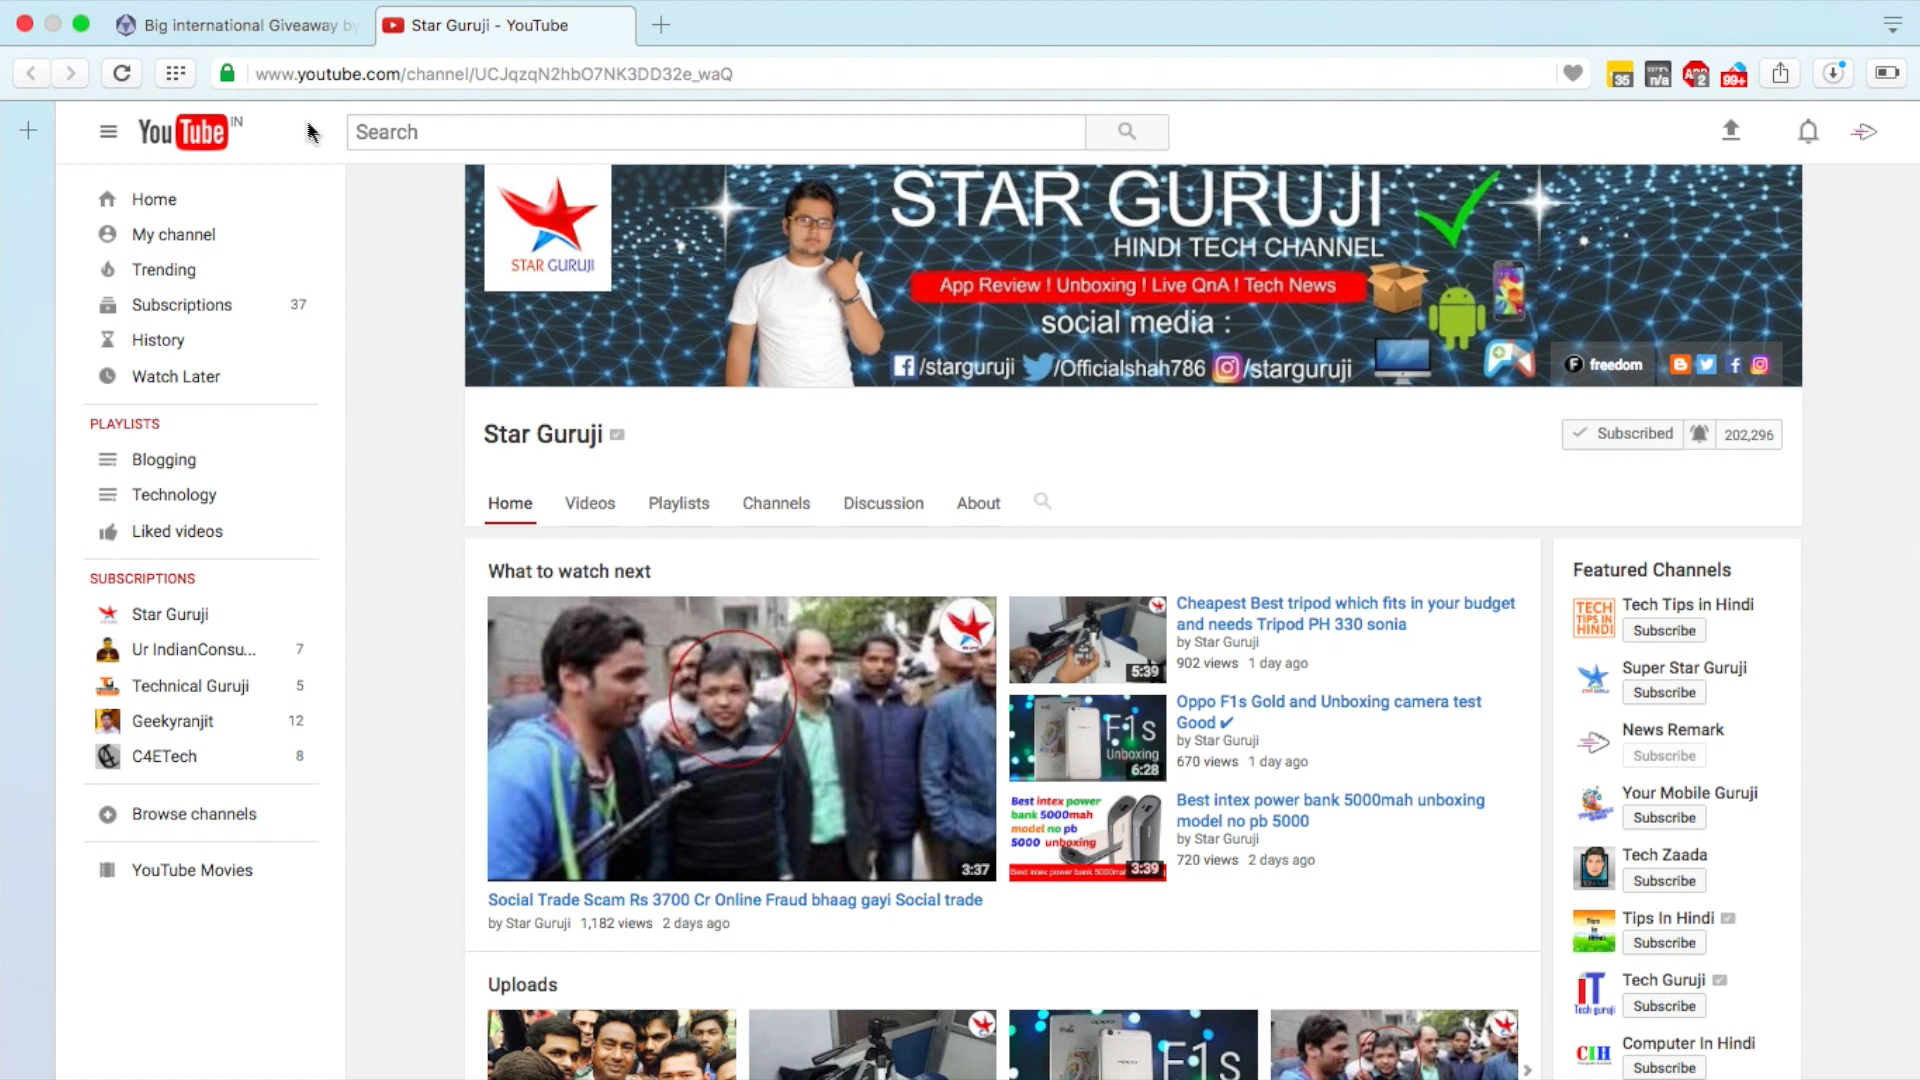 Big international Giveaway by
Star Guruji - YouTube
www.youtube.com/channel/UCJqzqN2hbO7NK3DD32e_waQ
35
n/a
2
99+
YouTube IN
Search
Home
My channel
Trending
Subscriptions 37
History
Watch Later
PLAYLISTS
Blogging
Technology
Liked videos
SUBSCRIPTIONS
Star Guruji
Ur IndianConsu... 7
Technical Guruji 5
Geekyranjit 12
C4ETech 8
Browse channels
YouTube Movies
STAR GURUJI
STAR GURUJI
HINDI TECH CHANNEL
App Review ! Unboxing ! Live QnA ! Tech News
social media :
/starguruji /Officialshah786 /starguruji
freedom
Star Guruji
Subscribed 202,296
Home Videos Playlists Channels Discussion About
What to watch next
3:37
Social Trade Scam Rs 3700 Cr Online Fraud bhaag gayi Social trade
by Star Guruji 1,182 views 2 days ago
5:39
Cheapest Best tripod which fits in your budget
and needs Tripod PH 330 sonia
by Star Guruji
902 views 1 day ago
F1s
Unboxing
6:28
Oppo F1s Gold and Unboxing camera test
Good ✔
by Star Guruji
670 views 1 day ago
Best intex power
bank 5000mah
model no pb
5000 unboxing
3:39
Best intex power bank 5000mah unboxing
model no pb 5000
by Star Guruji
720 views 2 days ago
Uploads
oppo
F1s
Featured Channels
TECH
TIPS IN
HINDI
Tech Tips in Hindi
Subscribe
Super Star Guruji
Subscribe
News Remark
Subscribe
Your Mobile Guruji
Subscribe
Tech Zaada
Subscribe
Tips In Hindi
Subscribe
Tech guruji
Tech Guruji
Subscribe
CIH
Computer In Hindi
Subscribe